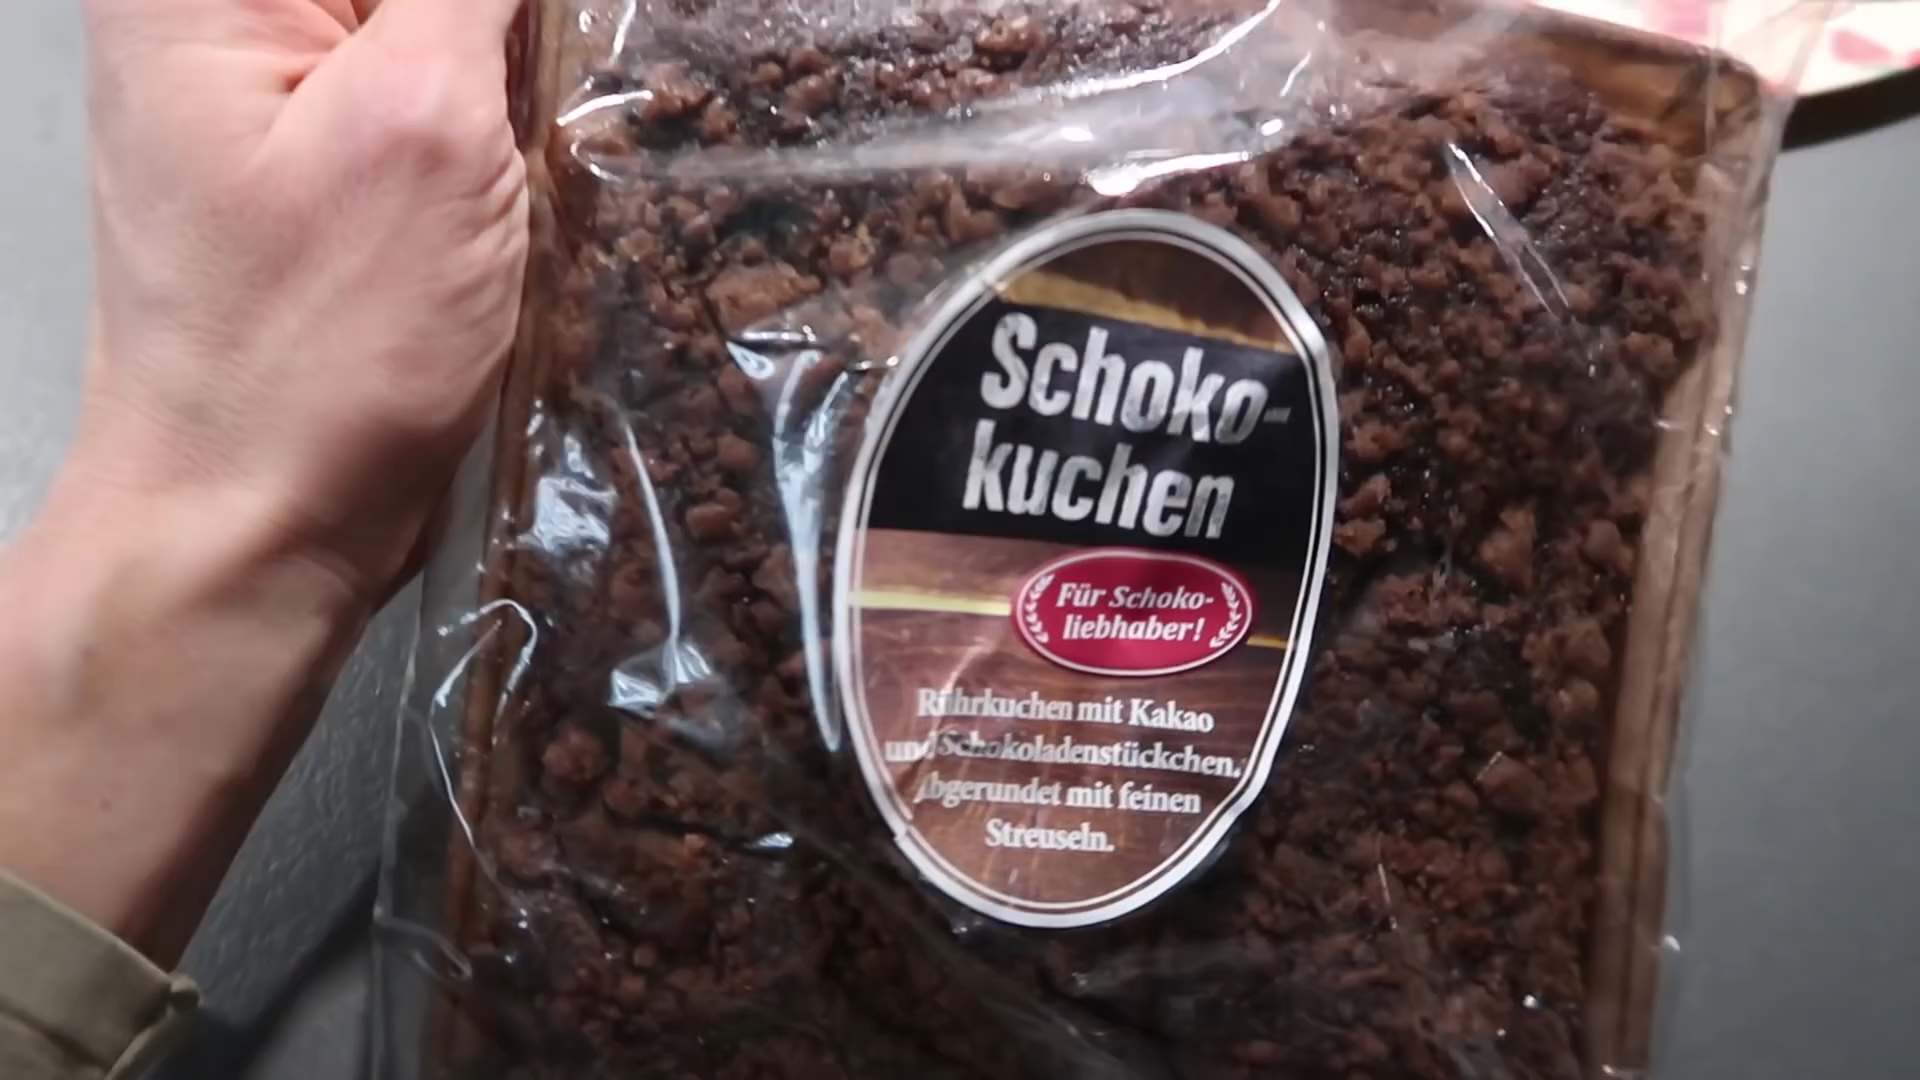 Schoko-
kuchen
Für Schoko-
liebhaber!
Rührkuchen mit Kakao
und Schokoladenstückchen.
Abgerundet mit feinen
Streuseln.